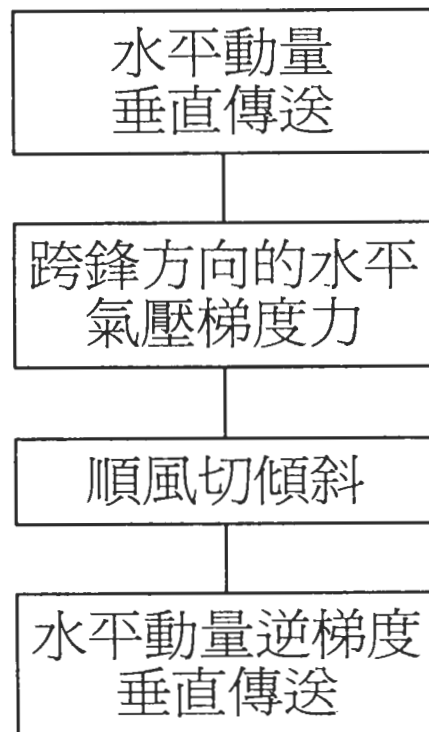 水平動量
垂直傳送
跨鋒方向的水平
氣壓梯度力
順風切傾斜
水平動量逆梯度
垂直傳送